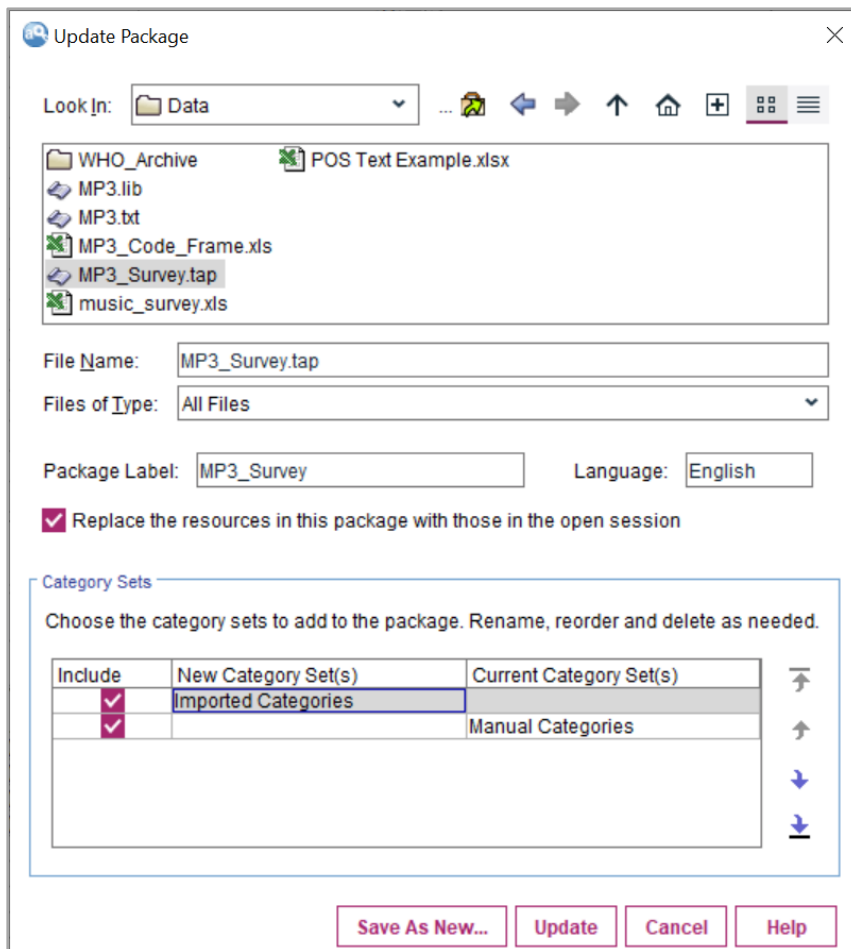 Update Package
Look In: Data ...
WHO_Archive POS Text Example.xlsx
MP3.lib
MP3.txt
MP3_Code_Frame.xls
MP3_Survey.tap
music_survey.xls
File Name: MP3_Survey.tap
Files of Type: All Files
Package Label: MP3_Survey Language: English
Replace the resources in this package with those in the open session
Category Sets
Choose the category sets to add to the package. Rename, reorder and delete as needed.
Include New Category Set(s) Current Category Set(s)
Imported Categories
Manual Categories
Save As New... Update Cancel Help